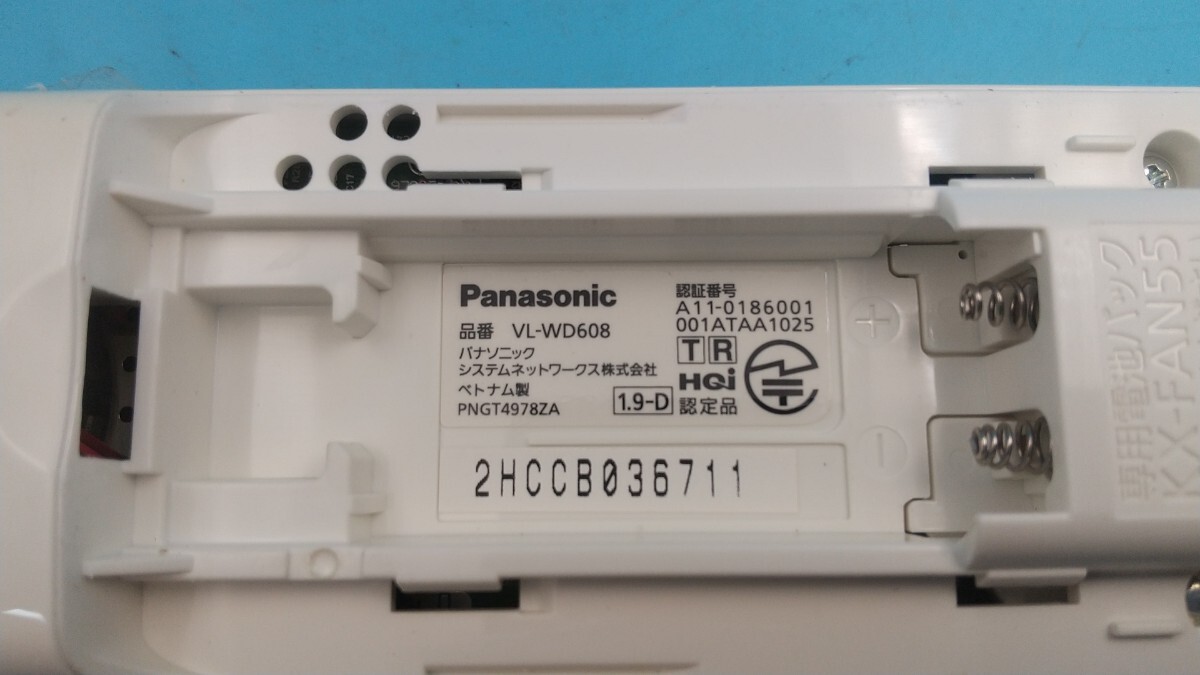 Panasonic
品番 VL-WD608
パナソニック
システムネットワークス株式会社
ベトナム製
PNGT4978ZA
認証番号
A11-0186001
001ATAA1025
T R
HQi
1.9-D 認定品
2HCCB036711
+
-
専用電池パック
KX-FAN55